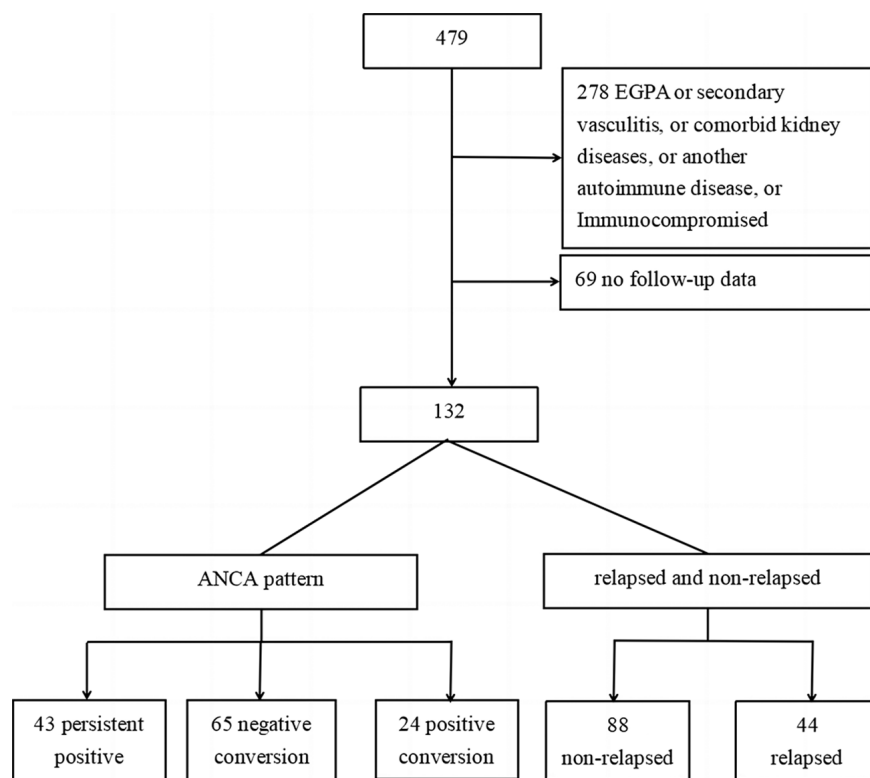 479
278 EGPA or secondary
vasculitis, or comorbid kidney
diseases, or another
autoimmune disease, or
Immunocompromised
69 no follow-up data
132
ANCA pattern
relapsed and non-relapsed
43 persistent
positive
65 negative
conversion
24 positive
conversion
88
non-relapsed
44
relapsed